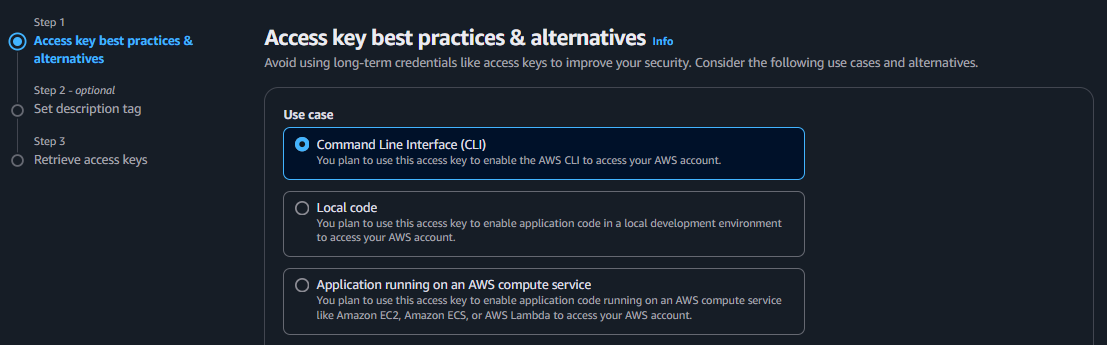 Step 1
Access key best practices &
alternatives
Step 2 - optional
Set description tag
Step 3
Retrieve access keys
Access key best practices & alternatives Info
Avoid using long-term credentials like access keys to improve your security. Consider the following use cases and alternatives.
Use case
Command Line Interface (CLI)
You plan to use this access key to enable the AWS CLI to access your AWS account.
Local code
You plan to use this access key to enable application code in a local development environment
to access your AWS account.
Application running on an AWS compute service
You plan to use this access key to enable application code running on an AWS compute service
like Amazon EC2, Amazon ECS, or AWS Lambda to access your AWS account.